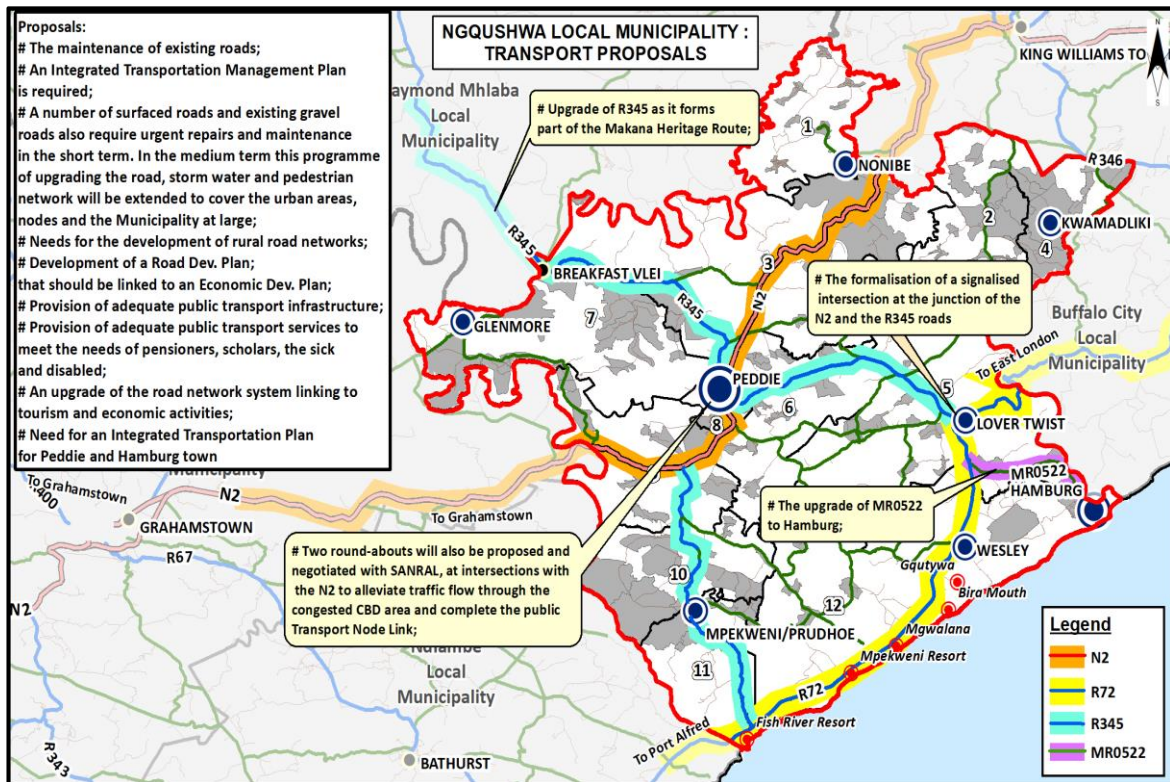 Proposals:
# The maintenance of existing roads;
# An Integrated Transportation Management Plan
is required;
# A number of surfaced roads and existing gravel
roads also require urgent repairs and maintenance
in the short term. In the medium term this programme
of upgrading the road, storm water and pedestrian
network will be extended to cover the urban areas,
nodes and the Municipality at large;
# Needs for the development of rural road networks;
# Development of a Road Dev. Plan;
that should be linked to an Economic Dev. Plan;
# Provision of adequate public transport infrastructure;
# Provision of adequate public transport services to
meet the needs of pensioners, scholars, the sick
and disabled;
# An upgrade of the road network system linking to
tourism and economic activities;
# Need for an Integrated Transportation Plan
for Peddie and Hamburg town
NGQUSHWA LOCAL MUNICIPALITY :
TRANSPORT PROPOSALS
KING WILLIAMS TO
N
S
aymond Mhlaba
Local
Municipality
# Upgrade of R345 as it forms
part of the Makana Heritage Route;
1
NONIBE
R346
2
KWAMADLIKI
4
R345
BREAKFAST VLEI
3
N2
# The formalisation of a signalised
intersection at the junction of the
N2 and the R345 roads
R345
GLENMORE
7
Buffalo City
Local
Municipality
To East London
PEDDIE
5
6
8
LOVER TWIST
MR0522
HAMBURG
# The upgrade of MR0522
to Hamburg;
Municipality
To Grahamstown
R400
N2
GRAHAMSTOWN
To Grahamstown
R67
N2
# Two round-abouts will also be proposed and
negotiated with SANRAL, at intersections with
the N2 to alleviate traffic flow through the
congested CBD area and complete the public
Transport Node Link;
WESLEY
Gqutywa
Bira Mouth
10
12
MPEKWENI/PRUDHOE
Mgwalana
Mpekweni Resort
Ndlambe
Local
Municipality
11
R72
Fish River Resort
To Port Alfred
R343
BATHURST
Legend
N2
R72
R345
MR0522